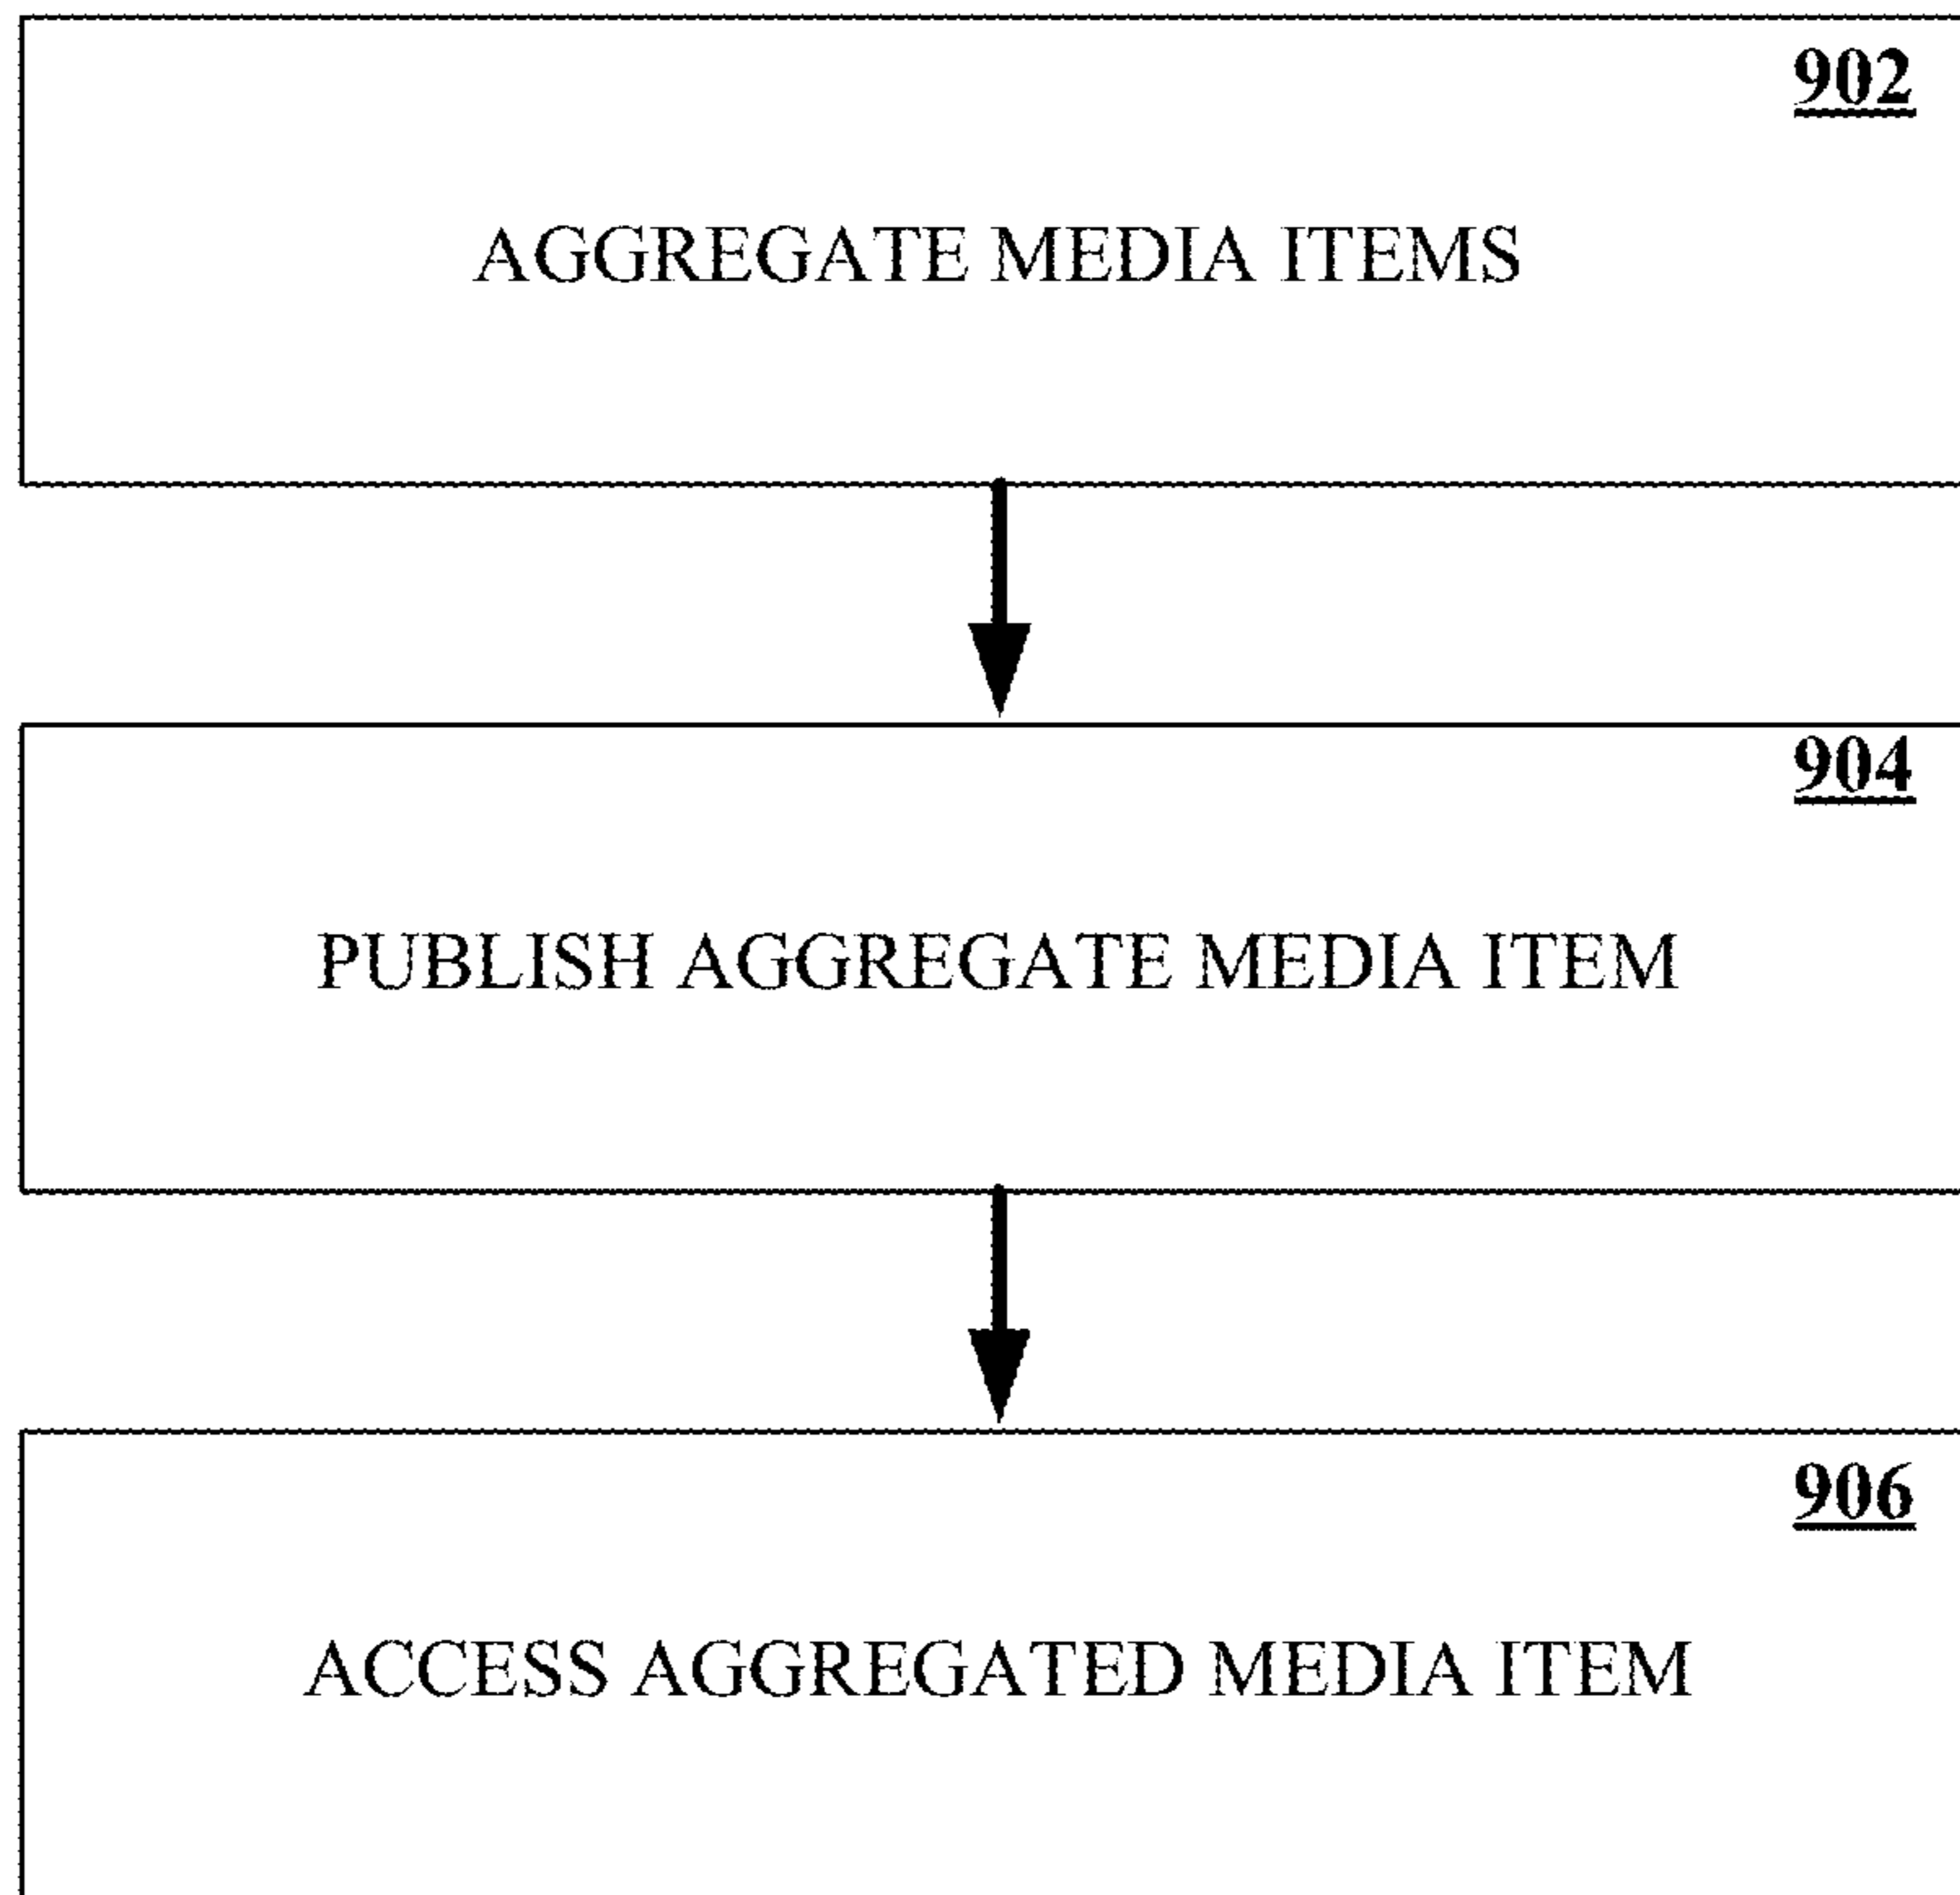 902
AGGREGATE MEDIA ITEMS
904
PUBLISH AGGREGATE MEDIA ITEM
906
ACCESS AGGREGATED MEDIA ITEM